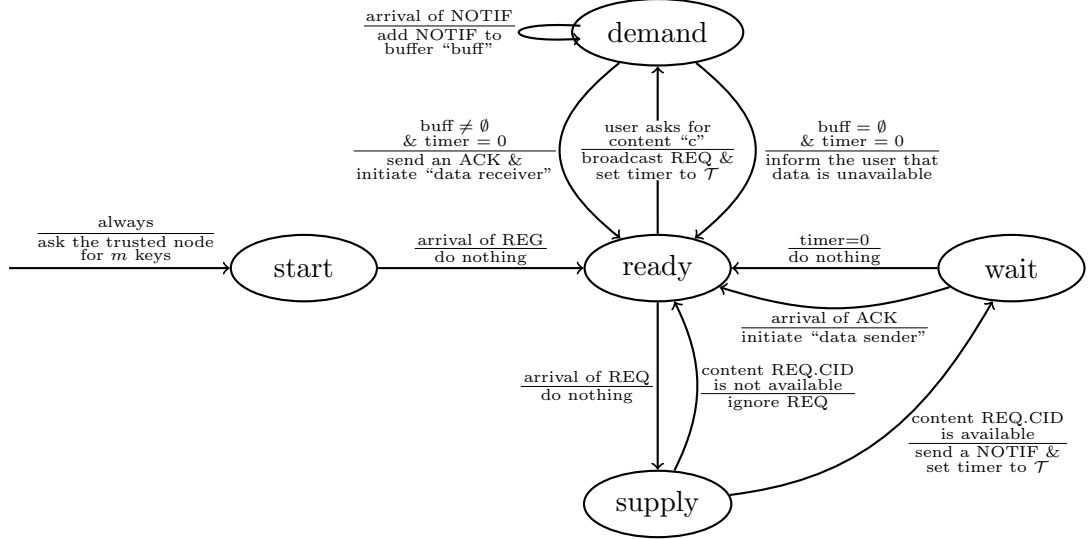 arrival of NOTIF
add NOTIF to
buffer “buff”
demand
buff ≠ ∅
& timer = 0
send an ACK &
initiate “data receiver”
user asks for
content “c”
broadcast REQ &
set timer to 𝒯
buff = ∅
& timer = 0
inform the user that
data is unavailable
always
ask the trusted node
for m keys
start
arrival of REG
do nothing
ready
timer=0
do nothing
wait
arrival of ACK
initiate “data sender”
arrival of REQ
do nothing
content REQ.CID
is not available
ignore REQ
content REQ.CID
is available
send a NOTIF &
set timer to 𝒯
supply